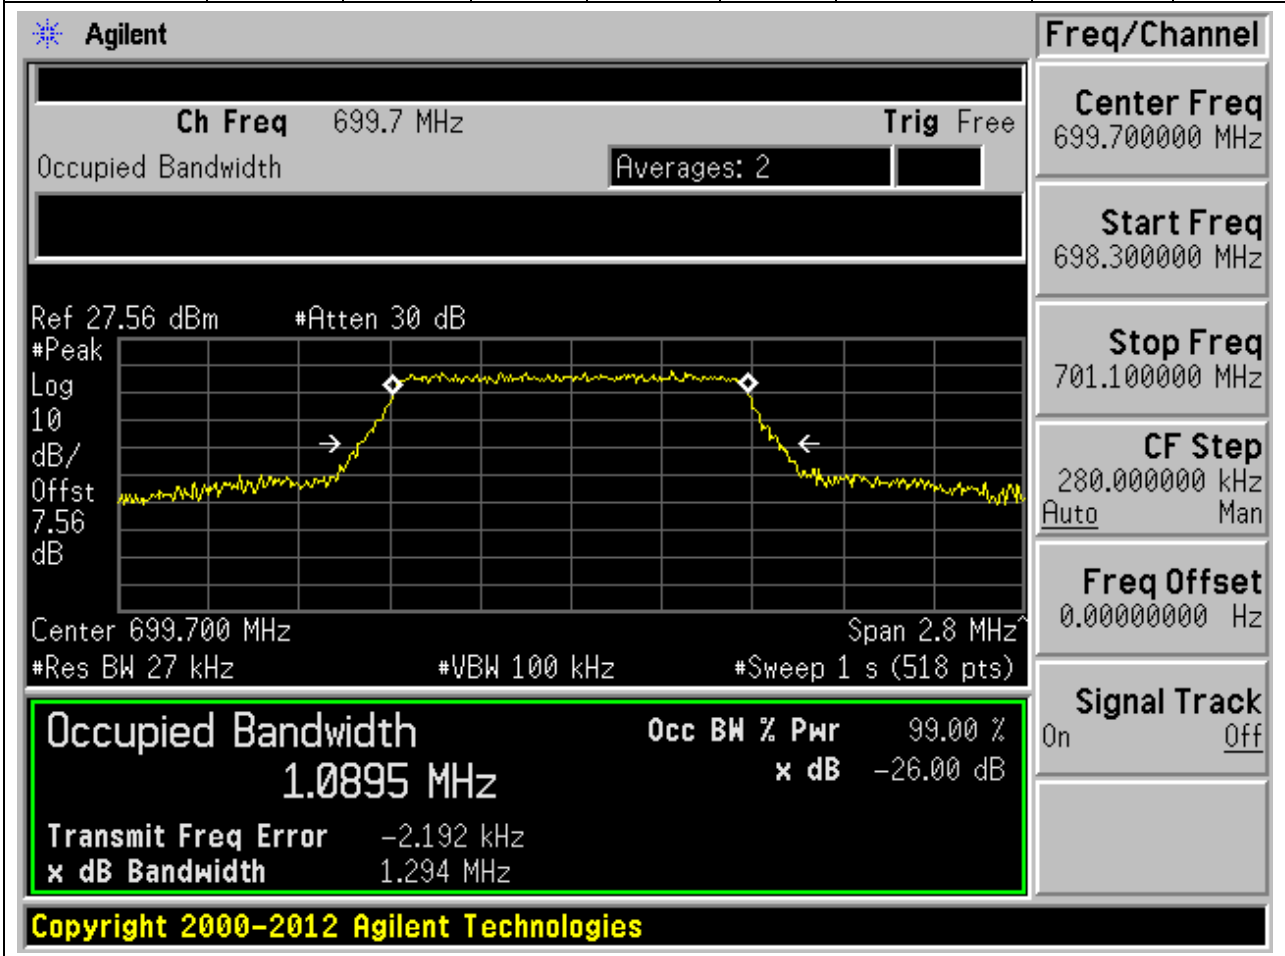 Agilent
Freq/Channel
Ch Freq 699.7 MHz Trig Free
Occupied Bandwidth Averages: 2
Center Freq
699.700000 MHz
Start Freq
698.300000 MHz
Stop Freq
701.100000 MHz
CF Step
280.000000 kHz
Auto Man
Freq Offset
0.00000000 Hz
Signal Track
On Off
Ref 27.56 dBm #Atten 30 dB
#Peak
Log
10
dB/
Offst
7.56
dB
Center 699.700 MHz Span 2.8 MHz^
#Res BW 27 kHz #VBW 100 kHz #Sweep 1 s (518 pts)
Occupied Bandwidth Occ BW % Pwr 99.00 %
1.0895 MHz x dB -26.00 dB
Transmit Freq Error -2.192 kHz
x dB Bandwidth 1.294 MHz
Copyright 2000-2012 Agilent Technologies